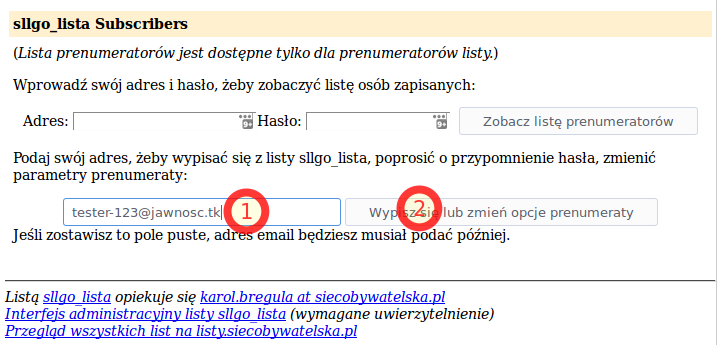 sllgo_lista Subscribers
(Lista prenumeratorów jest dostępne tylko dla prenumeratorów listy.)
Wprowadź swój adres i hasło, żeby zobaczyć listę osób zapisanych:
Adres: 9+ Hasło: 9+ Zobacz listę prenumeratorów
Podaj swój adres, żeby wypisać się z listy sllgo_lista, poprosić o przypomnienie hasła, zmienić
parametry prenumeraty:
tester-123@jawnosc.tk 1 Wypisz się lub zmień opcje prenumeraty 2
Jeśli zostawisz to pole puste, adres email będziesz musiał podać później.
Listą sllgo_lista opiekuje się karol.bregula at siecobywatelska.pl
Interfejs administracyjny listy sllgo_lista (wymagane uwierzytelnienie)
Przegląd wszystkich list na listy.siecobywatelska.pl